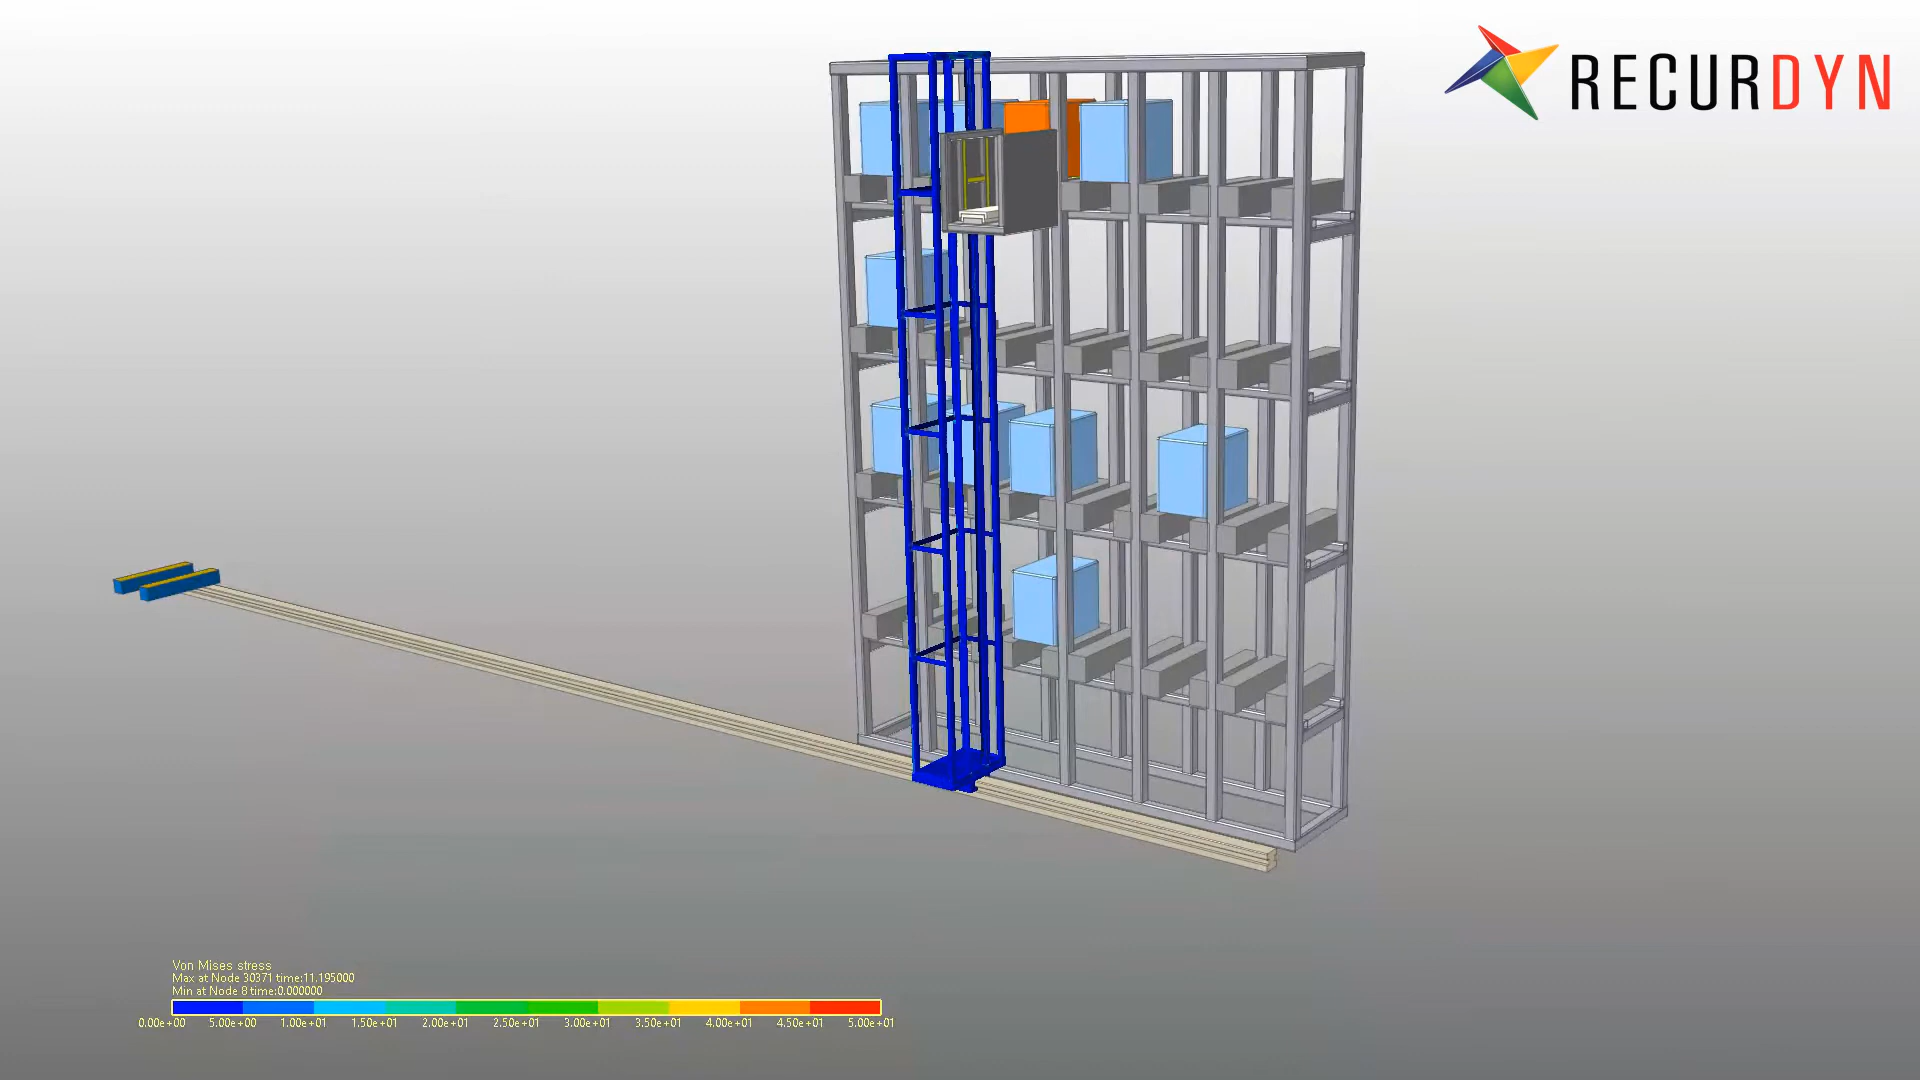 RECURDYN
Von Mises stress
Max at Node 30371 time:11.195000
Min at Node 8 time:0.000000
0.00e+00 5.00e+00 1.00e+01 1.50e+01 2.00e+01 2.50e+01 3.00e+01 3.50e+01 4.00e+01 4.50e+01 5.00e+01